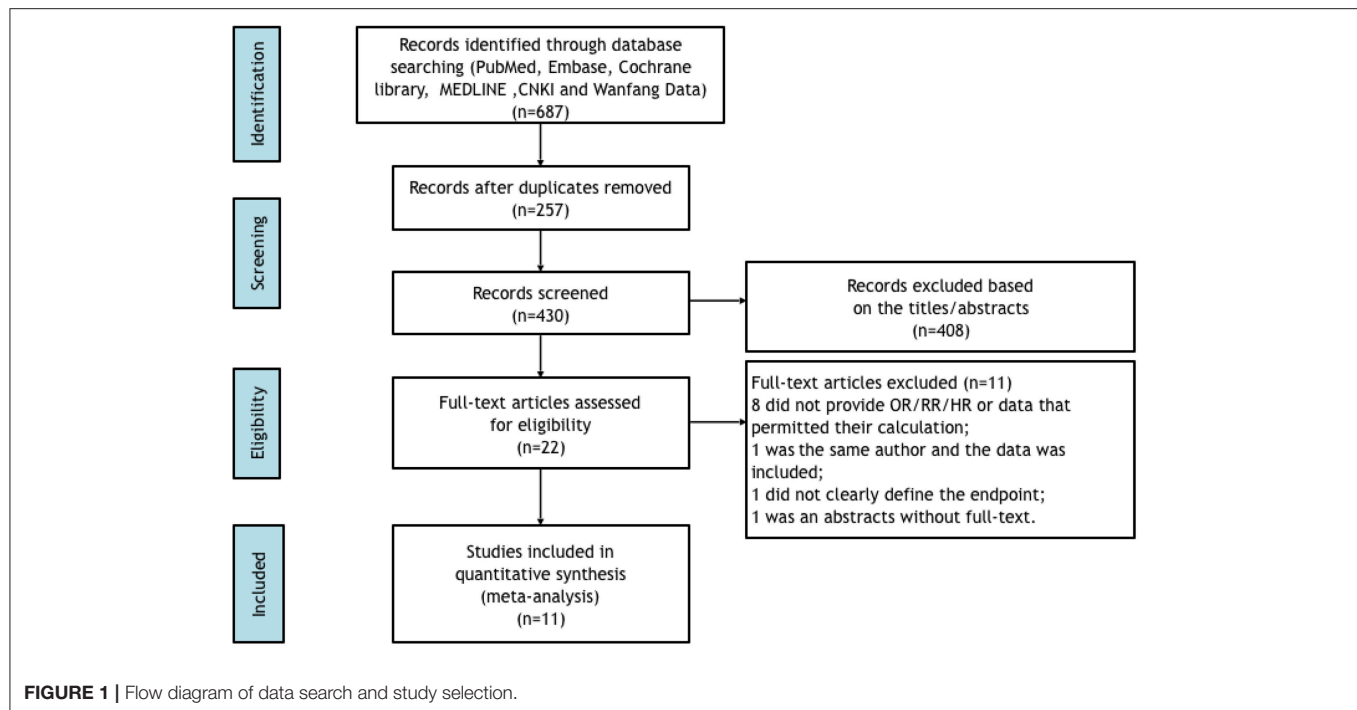 Identification
Records identified through database
searching (PubMed, Embase, Cochrane
library, MEDLINE ,CNKI and Wanfang Data)
(n=687)
Records after duplicates removed
(n=257)
Screening
Records screened
(n=430)
Records excluded based
on the titles/abstracts
(n=408)
Eligibility
Full-text articles assessed
for eligibility
(n=22)
Full-text articles excluded (n=11)
8 did not provide OR/RR/HR or data that
permitted their calculation;
1 was the same author and the data was
included;
1 did not clearly define the endpoint;
1 was an abstracts without full-text.
Included
Studies included in
quantitative synthesis
(meta-analysis)
(n=11)
FIGURE 1 | Flow diagram of data search and study selection.